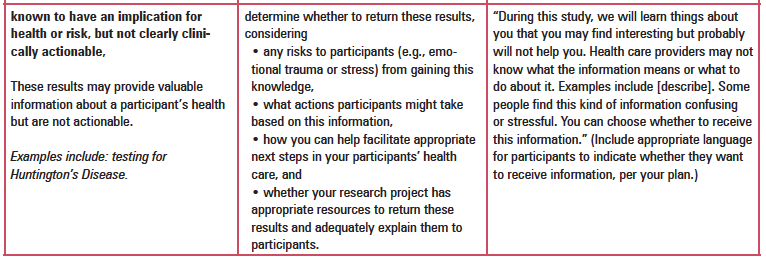 known to have an implication for
health or risk, but not clearly clini-
cally actionable,
These results may provide valuable
information about a participant's health
but are not actionable.
Examples include: testing for
Huntington's Disease.
determine whether to return these results,
considering
• any risks to participants (e.g., emo-
tional trauma or stress) from gaining this
knowledge,
• what actions participants might take
based on this information,
• how you can help facilitate appropriate
next steps in your participants' health
care, and
• whether your research project has
appropriate resources to return these
results and adequately explain them to
participants.
“During this study, we will learn things about
you that you may find interesting but probably
will not help you. Health care providers may not
know what the information means or what to
do about it. Examples include [describe]. Some
people find this kind of information confusing
or stressful. You can choose whether to receive
this information.” (Include appropriate language
for participants to indicate whether they want
to receive information, per your plan.)